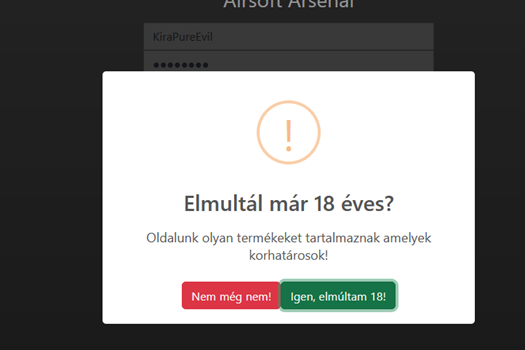 Airsoft Arsenal
KiraPureEvil
●●●●●●●●
!
Elmultál már 18 éves?
Oldalunk olyan termékeket tartalmaznak amelyek
korhatárosok!
Nem még nem! Igen, elmúltam 18!